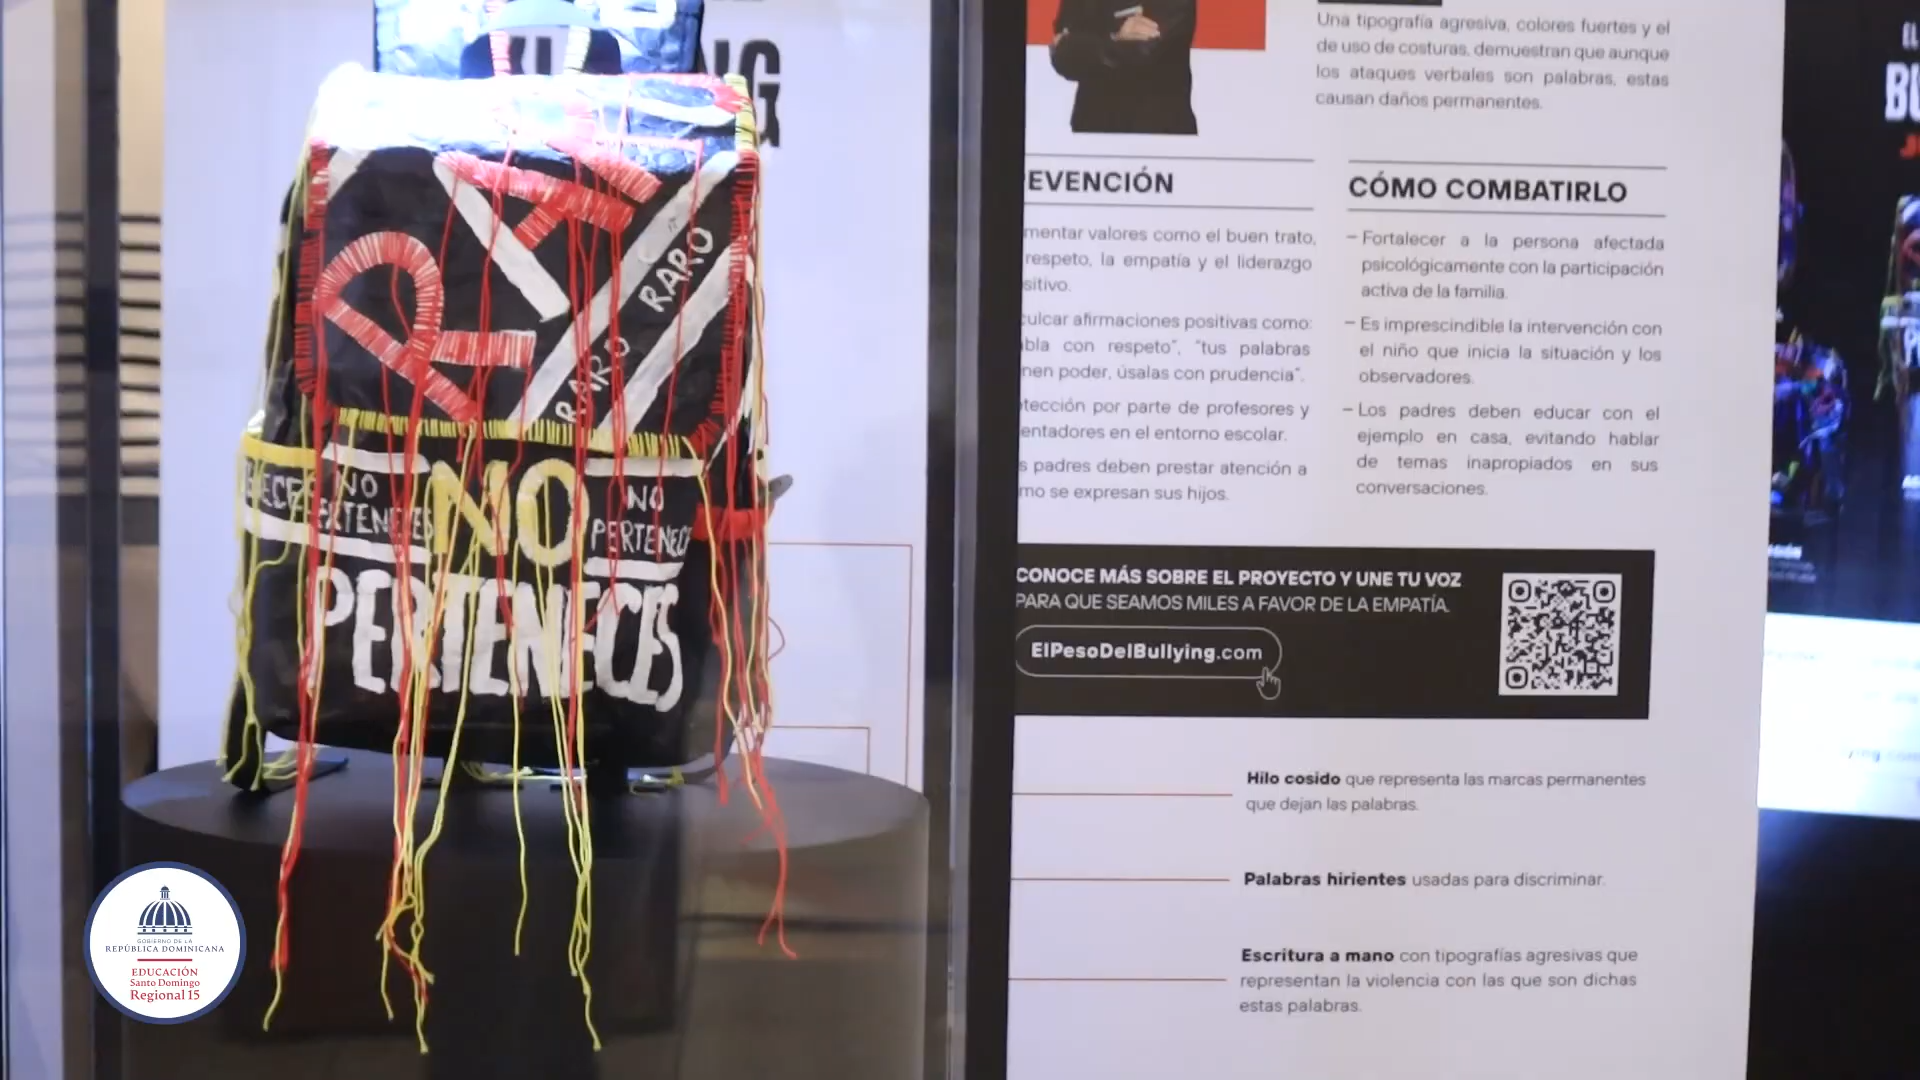 RA
RARO
RARO
NO
PERTENECES
NO
NO
PERTENECES
Una tipografía agresiva, colores fuertes y el
de uso de costuras, demuestran que aunque
los ataques verbales son palabras, estas
causan daños permanentes.
EVENCIÓN
mentar valores como el buen trato,
respeto, la empatía y el liderazgo
sitivo.
ulcar afirmaciones positivas como:
bla con respeto", "tus palabras
nen poder, úsalas con prudencia".
tección por parte de profesores y
entadores en el entorno escolar.
s padres deben prestar atención a
mo se expresan sus hijos.
CÓMO COMBATIRLO
– Fortalecer a la persona afectada
psicológicamente con la participación
activa de la familia.
– Es imprescindible la intervención con
el niño que inicia la situación y los
observadores.
– Los padres deben educar con el
ejemplo en casa, evitando hablar
de temas inapropiados en sus
conversaciones.
CONOCE MÁS SOBRE EL PROYECTO Y UNE TU VOZ
PARA QUE SEAMOS MILES A FAVOR DE LA EMPATÍA.
ElPesoDelBullying.com
Hilo cosido que representa las marcas permanentes
que dejan las palabras.
Palabras hirientes usadas para discriminar.
Escritura a mano con tipografías agresivas que
representan la violencia con las que son dichas
estas palabras.
GOBIERNO DE LA
REPÚBLICA DOMINICANA
EDUCACIÓN
Santo Domingo
Regional 15